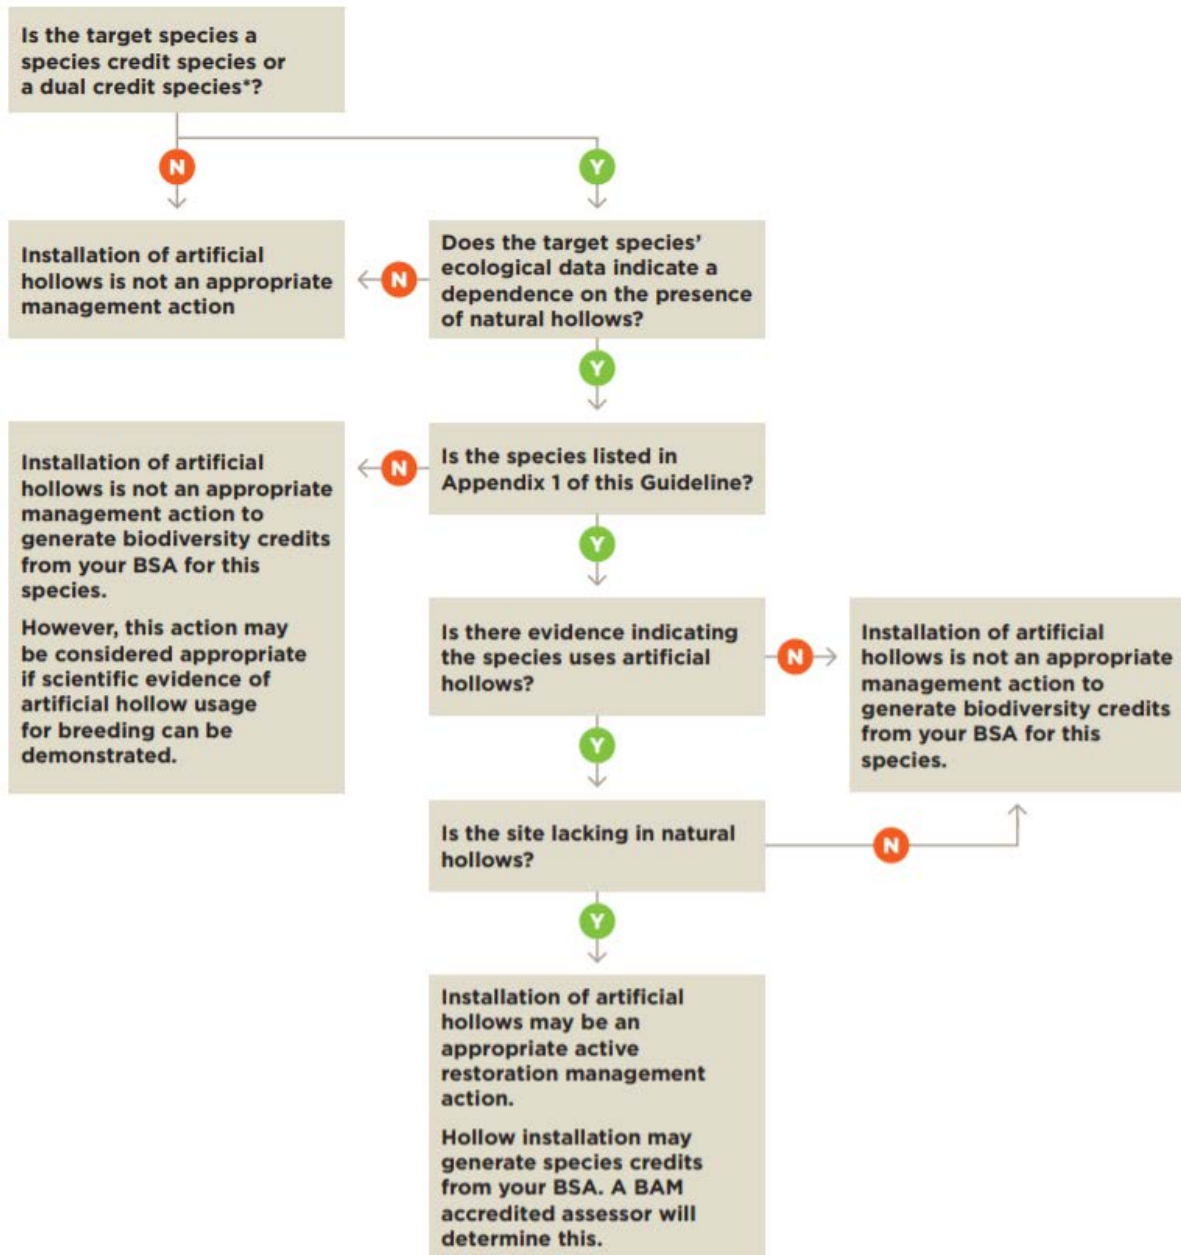 Is the target species a
species credit species or
a dual credit species*?
N
Y
Installation of artificial
hollows is not an appropriate
management action
N
Does the target species’
ecological data indicate a
dependence on the presence
of natural hollows?
Y
Installation of artificial
hollows is not an appropriate
management action to
generate biodiversity credits
from your BSA for this
species.
However, this action may
be considered appropriate
if scientific evidence of
artificial hollow usage
for breeding can be
demonstrated.
N
Is the species listed in
Appendix 1 of this Guideline?
Y
Is there evidence indicating
the species uses artificial
hollows?
N
Installation of artificial
hollows is not an appropriate
management action to
generate biodiversity credits
from your BSA for this
species.
Y
Is the site lacking in natural
hollows?
N
Y
Installation of artificial
hollows may be an
appropriate active
restoration management
action.
Hollow installation may
generate species credits
from your BSA. A BAM
accredited assessor will
determine this.